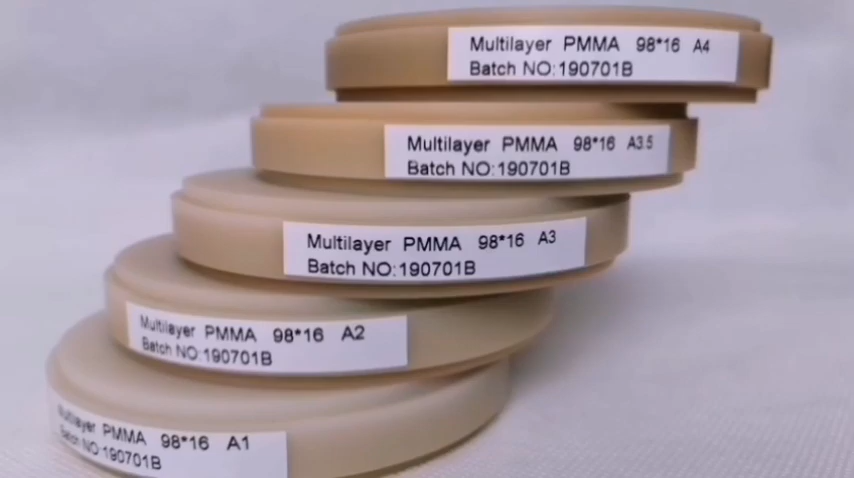 Multilayer PMMA 98*16 A4
Batch NO:190701B
Multilayer PMMA 98*16 A3.5
Batch NO:190701B
Multilayer PMMA 98*16 A3
Batch NO:190701B
Multilayer PMMA 98*16 A2
Batch NO:190701B
Multilayer PMMA 98*16 A1
Batch NO:190701B